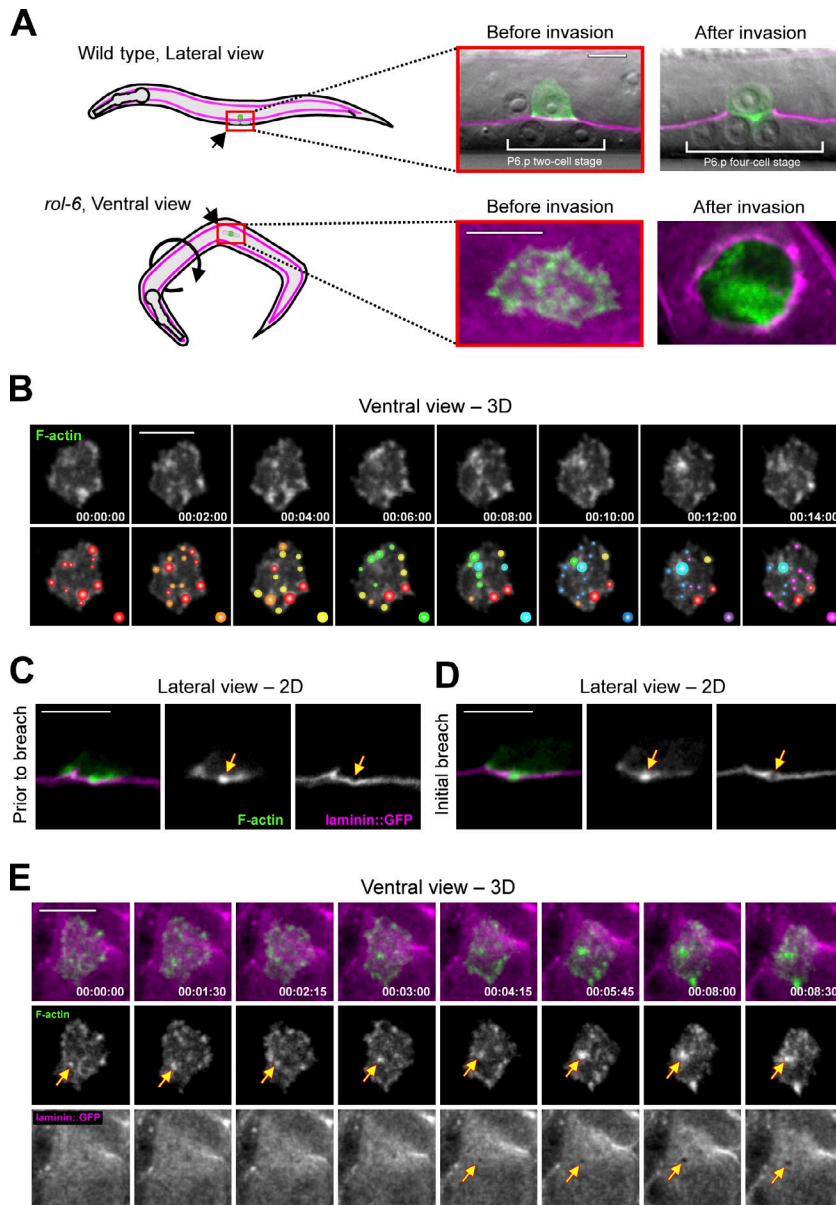 A
Wild type, Lateral view
Before invasion
After invasion
P6.p two-cell stage
P6.p four-cell stage
rol-6, Ventral view
Before invasion
After invasion
B
Ventral view – 3D
F-actin
00:00:00
00:02:00
00:04:00
00:06:00
00:08:00
00:10:00
00:12:00
00:14:00
C
Lateral view – 2D
Prior to breach
F-actin
laminin::GFP
D
Lateral view – 2D
Initial breach
E
Ventral view – 3D
00:00:00
00:01:30
00:02:15
00:03:00
00:04:15
00:05:45
00:08:00
00:08:30
F-actin
laminin::GFP